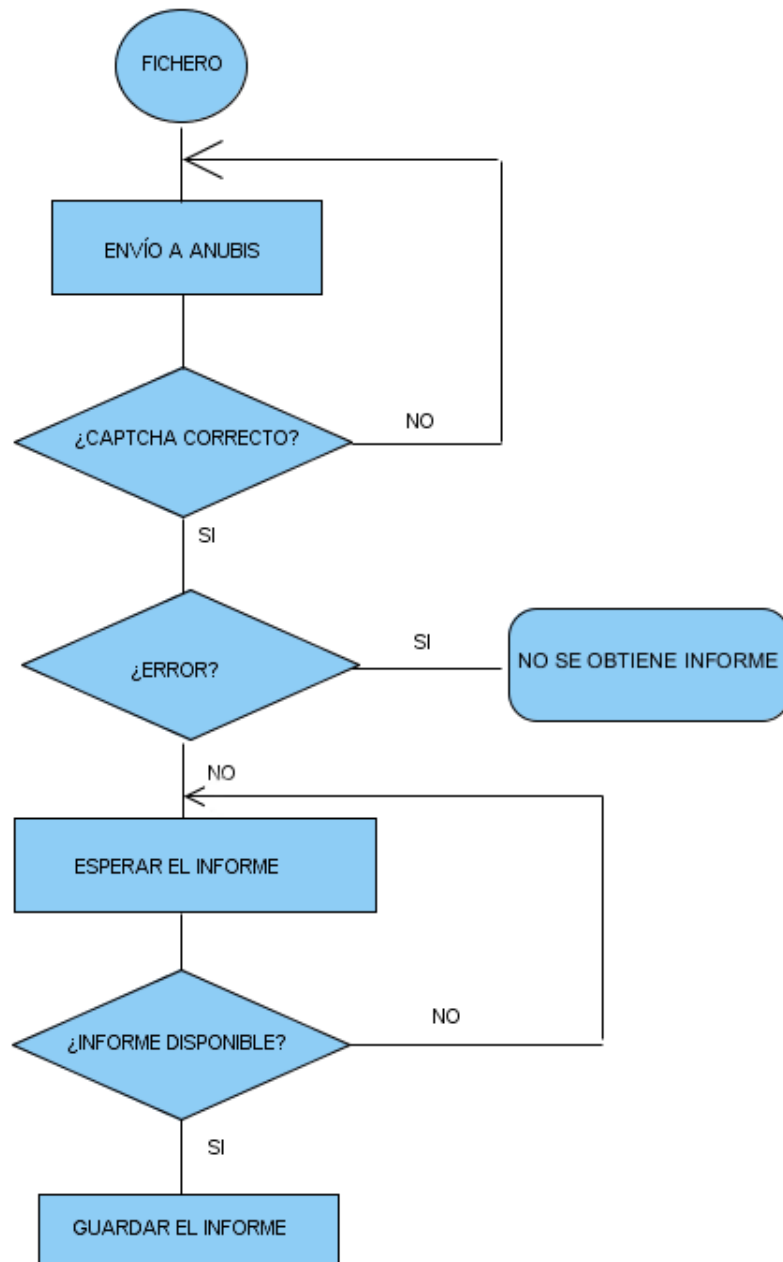 FICHERO
ENVÍO A ANUBIS
¿CAPTCHA CORRECTO?
NO
SI
¿ERROR?
SI
NO SE OBTIENE INFORME
NO
ESPERAR EL INFORME
¿INFORME DISPONIBLE?
NO
SI
GUARDAR EL INFORME